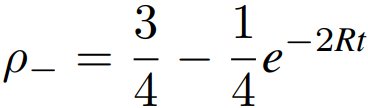 ρ₋ = 3/4 − 1/4 e^{−2Rt}